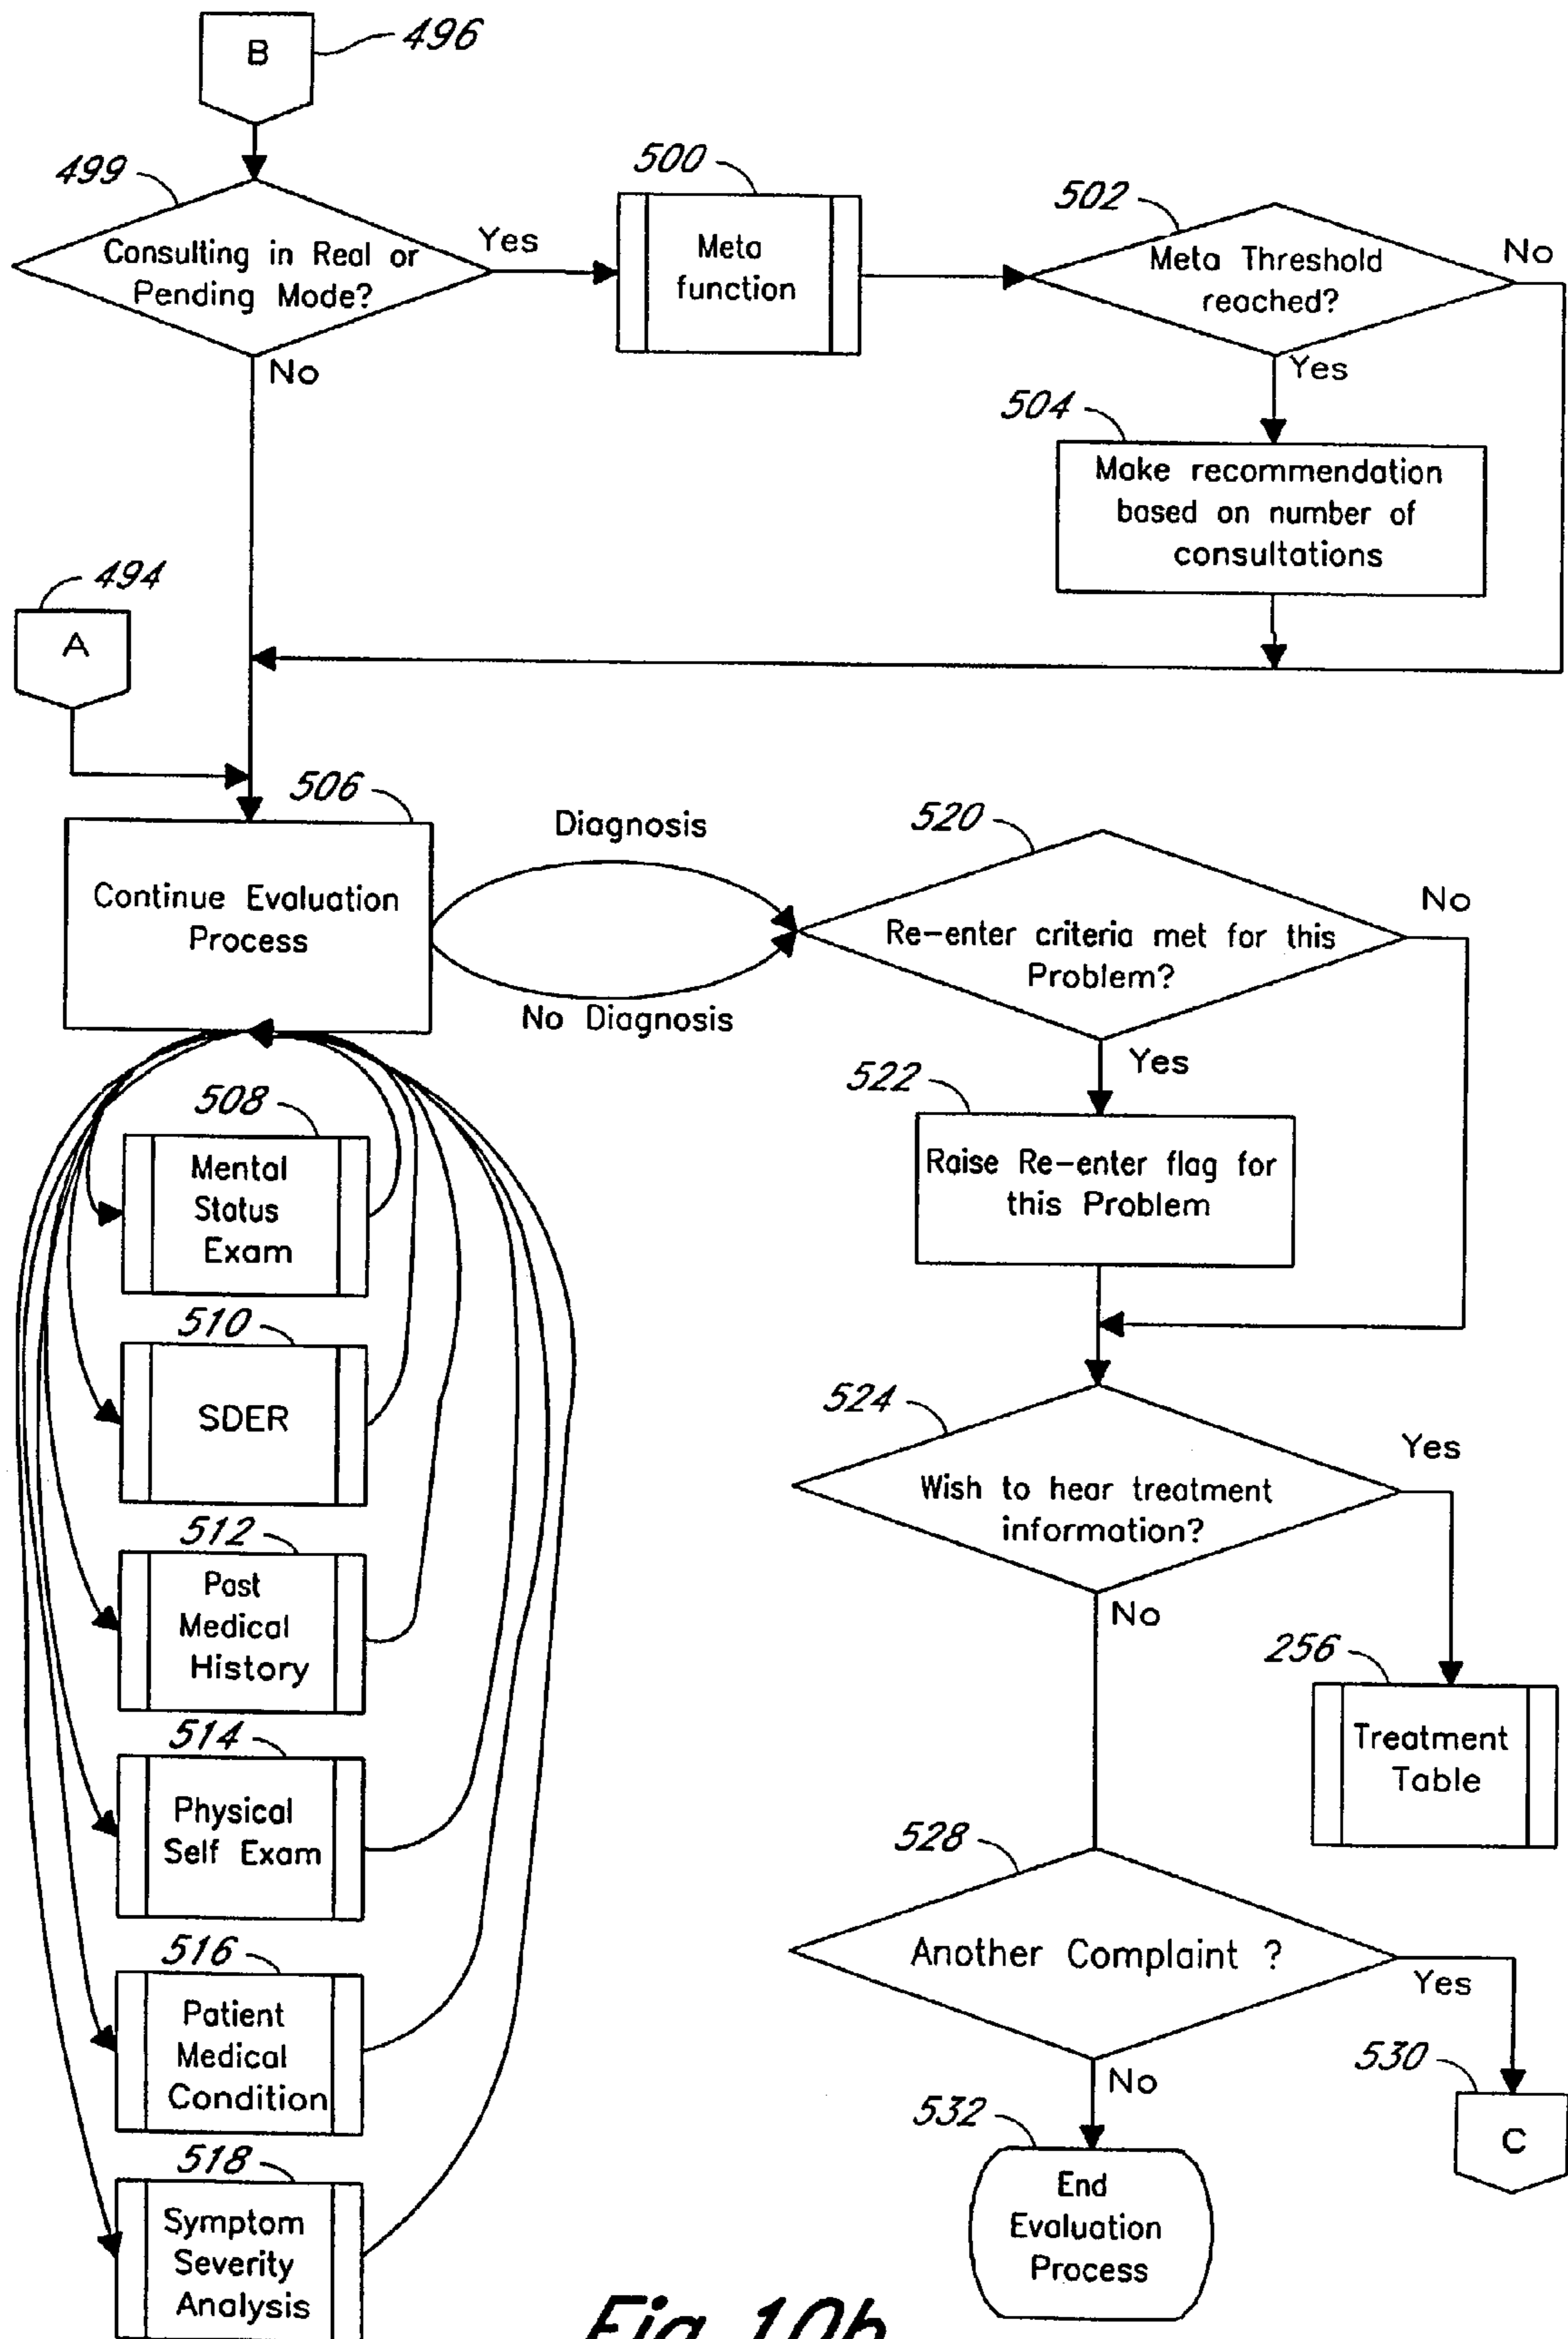 B
496
499
Consulting in Real or
Pending Mode?
Yes
No
500
Meta
function
502
Meta Threshold
reached?
No
Yes
504
Make recommendation
based on number of
consultations
494
A
506
Continue Evaluation
Process
Diagnosis
No Diagnosis
520
Re-enter criteria met for this
Problem?
No
Yes
522
Raise Re-enter flag for
this Problem
508
Mental
Status
Exam
510
SDER
512
Past
Medical
History
514
Physical
Self Exam
516
Patient
Medical
Condition
518
Symptom
Severity
Analysis
524
Wish to hear treatment
information?
Yes
No
256
Treatment
Table
528
Another Complaint ?
Yes
No
530
C
532
End
Evaluation
Process
Fig. 10b